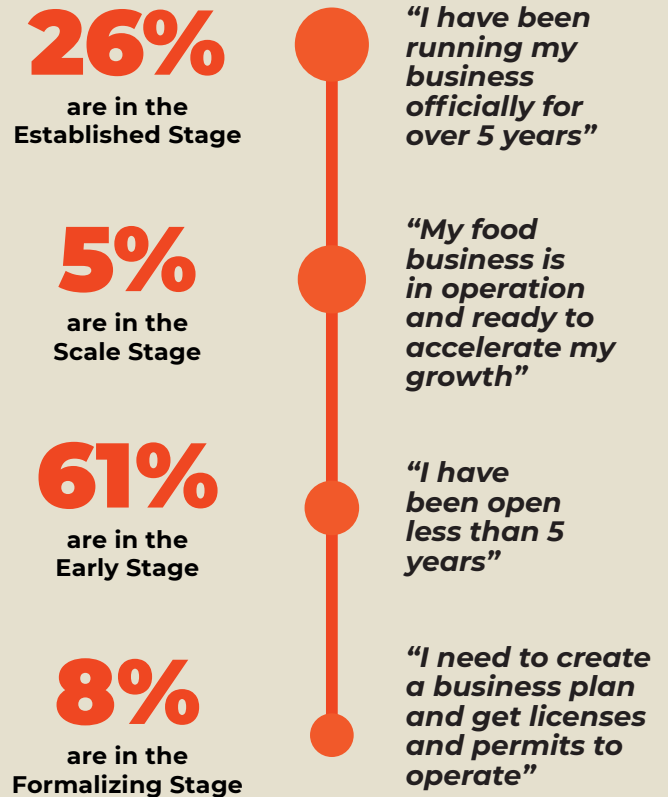 26%
are in the
Established Stage
“I have been
running my
business
officially for
over 5 years”
5%
are in the
Scale Stage
“My food
business is
in operation
and ready to
accelerate my
growth”
61%
are in the
Early Stage
“I have
been open
less than 5
years”
8%
are in the
Formalizing Stage
“I need to create
a business plan
and get licenses
and permits to
operate”